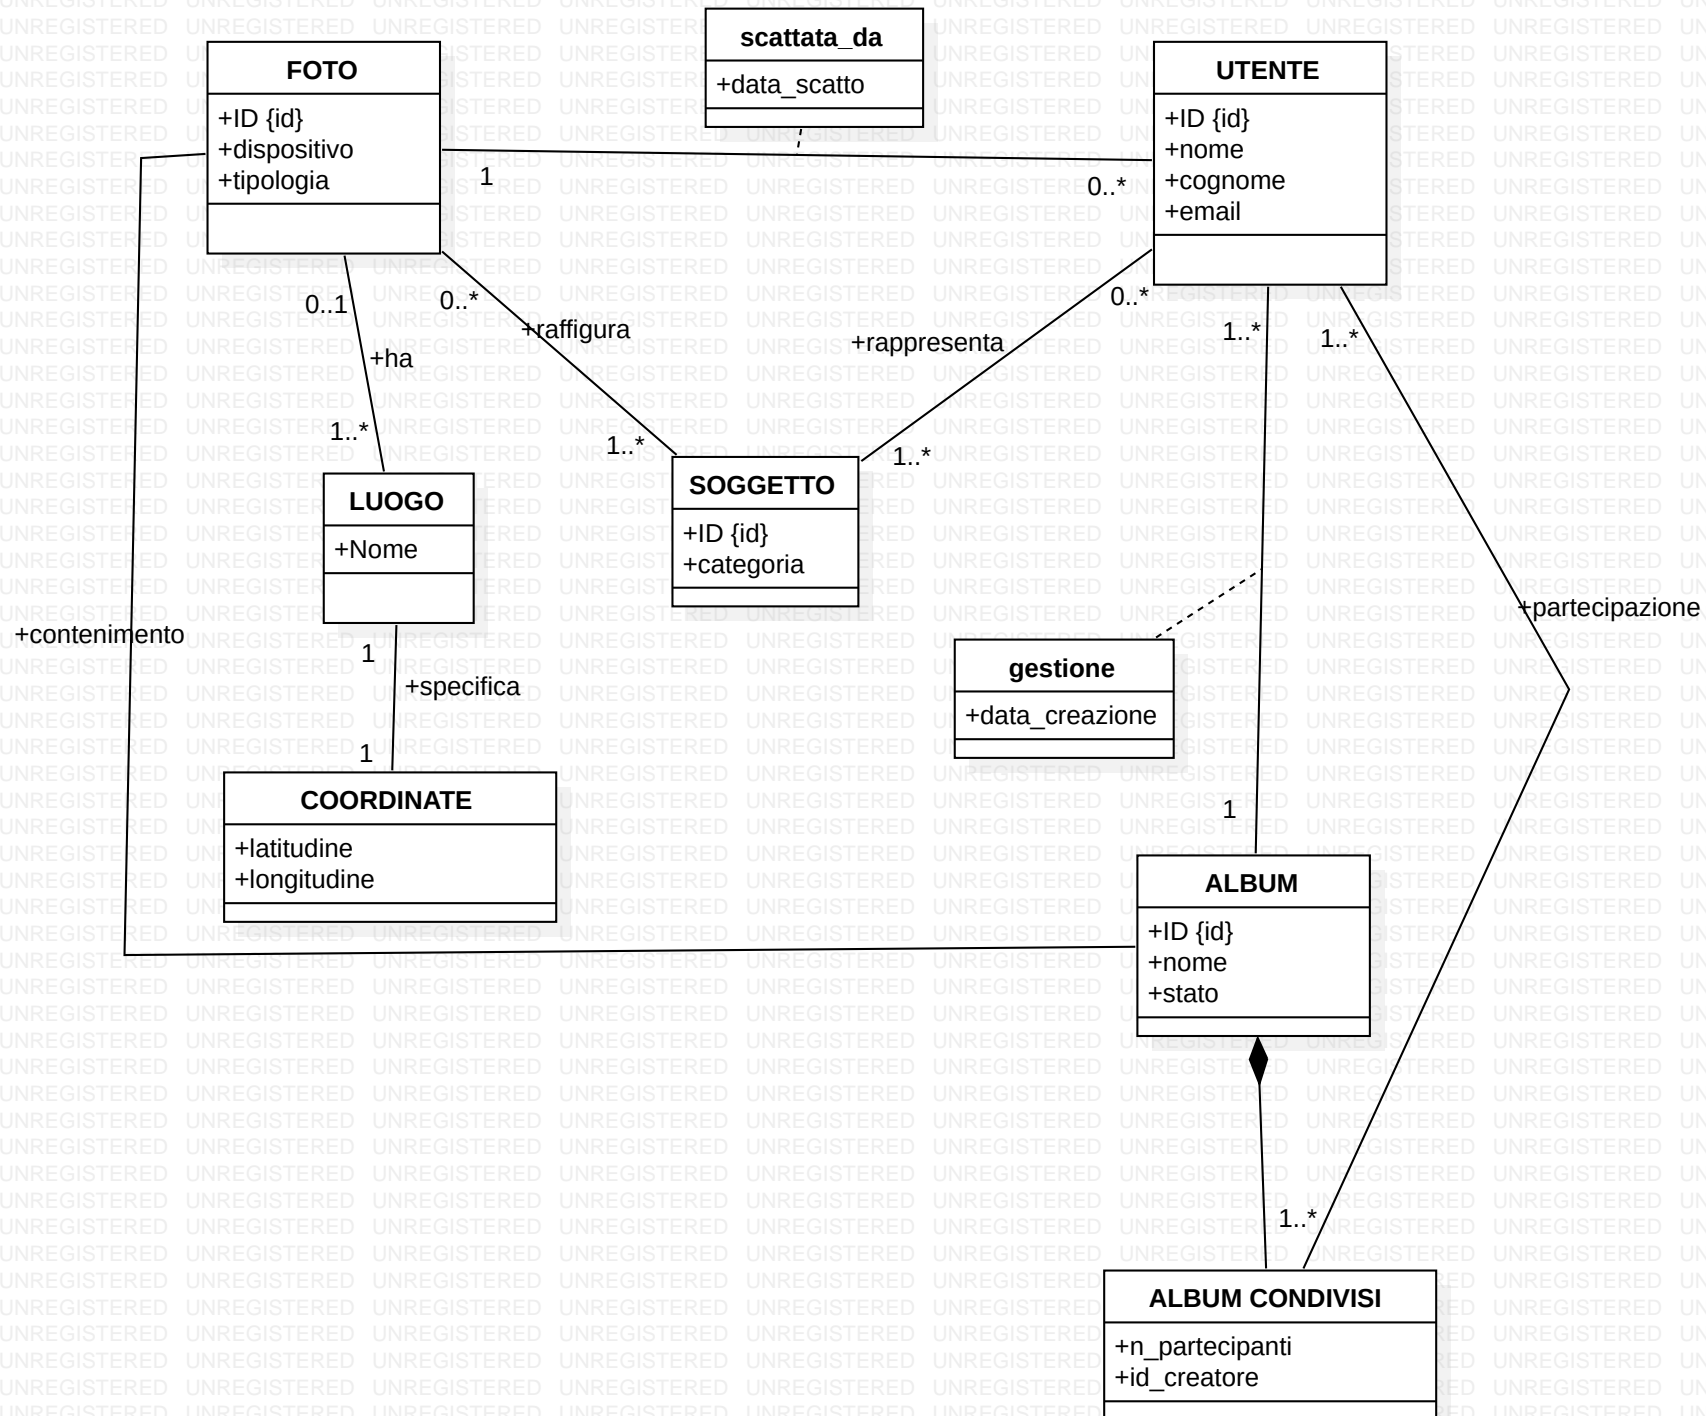 scattata_da
+data_scatto
FOTO
+ID {id}
+dispositivo
+tipologia
UTENTE
+ID {id}
+nome
+cognome
+email
1
0..*
0..1
0..*
+raffigura
+ha
1..*
1..*
0..*
+rappresenta
1..*
1..*
1..*
LUOGO
+Nome
SOGGETTO
+ID {id}
+categoria
+contenimento
1
+specifica
1
+partecipazione
gestione
+data_creazione
COORDINATE
+latitudine
+longitudine
1
ALBUM
+ID {id}
+nome
+stato
1..*
ALBUM CONDIVISI
+n_partecipanti
+id_creatore
UNREGISTERED